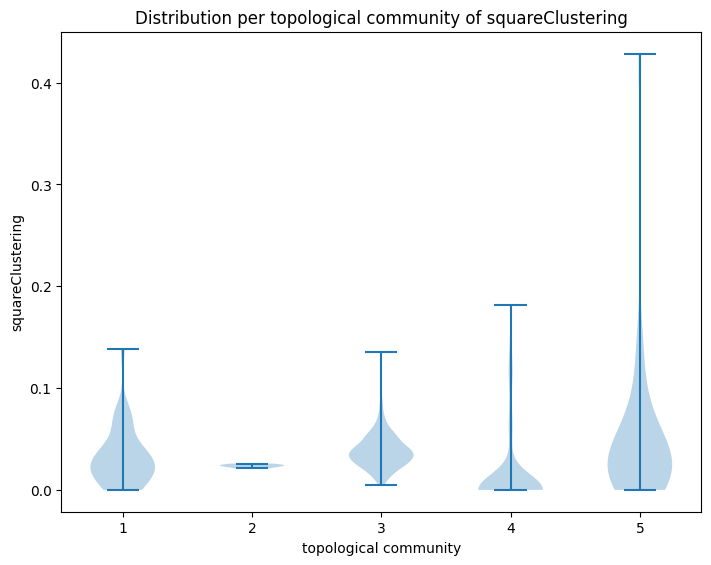 Distribution per topological community of squareClustering
squareClustering
0.4
0.3
0.2
0.1
0.0
1 2 3 4 5
topological community